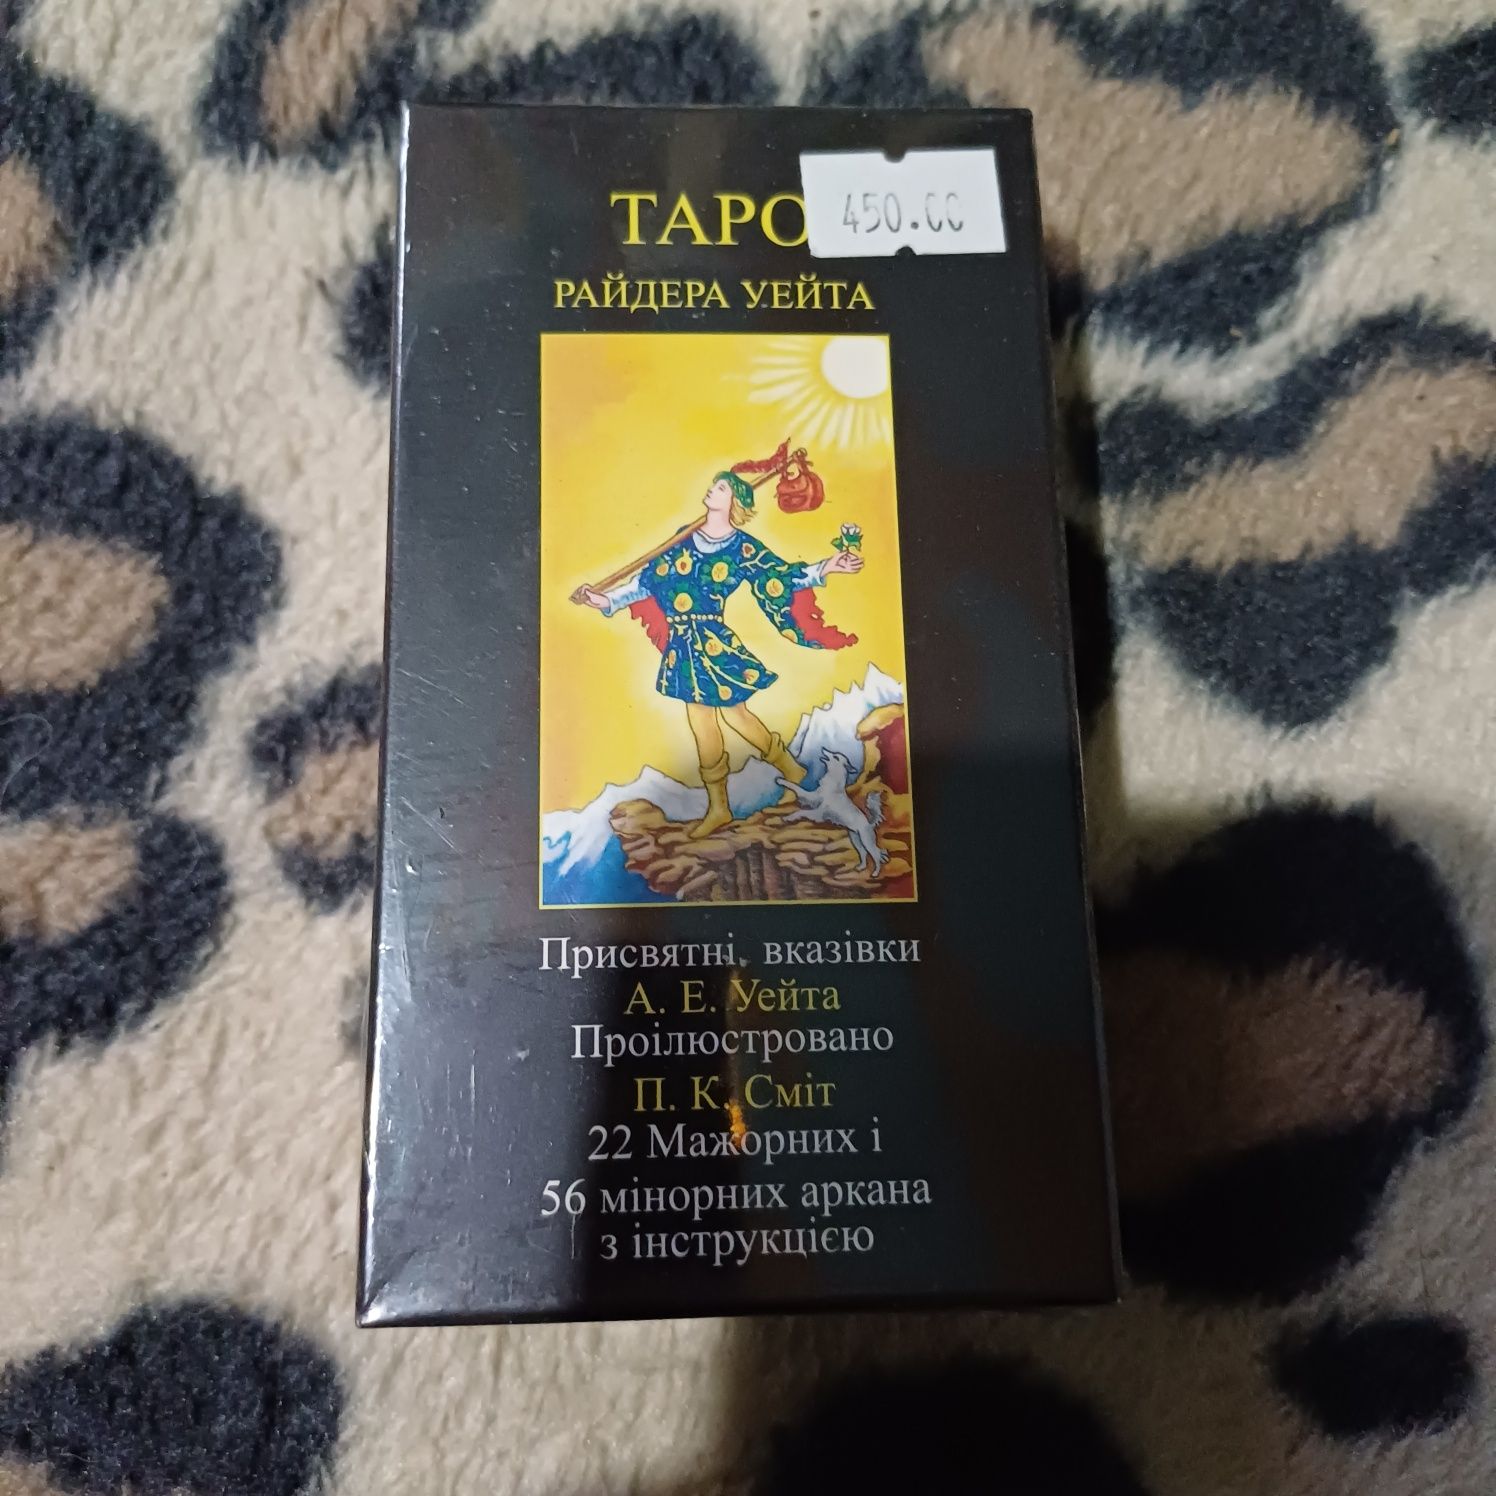 ТАРО
450.00
РАЙДЕРА УЕЙТА
Присвятні, вказівки
А. Е. Уейта
Проілюстровано
П. К. Сміт
22 Мажорних і
56 мінорних аркана
з інструкцією